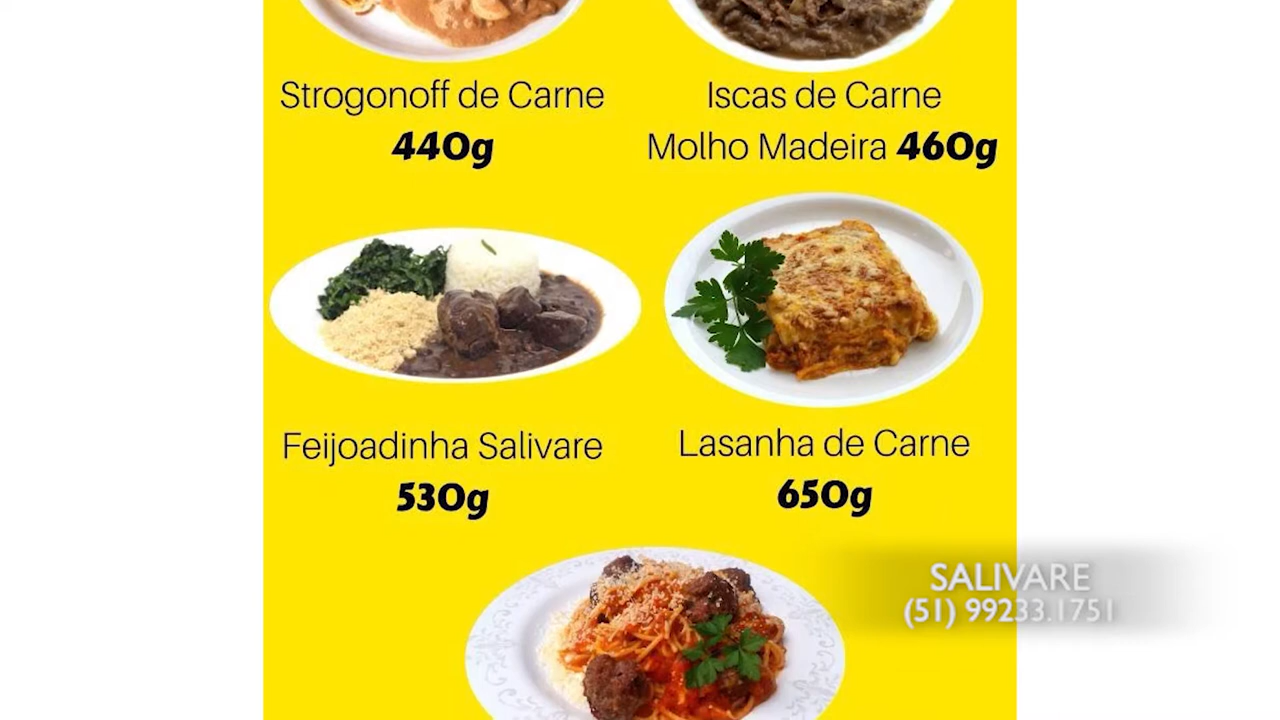 Strogonoff de Carne
440g
Iscas de Carne
Molho Madeira 460g
Feijoadinha Salivare
530g
Lasanha de Carne
650g
SALIVARE
(51) 99233.1751